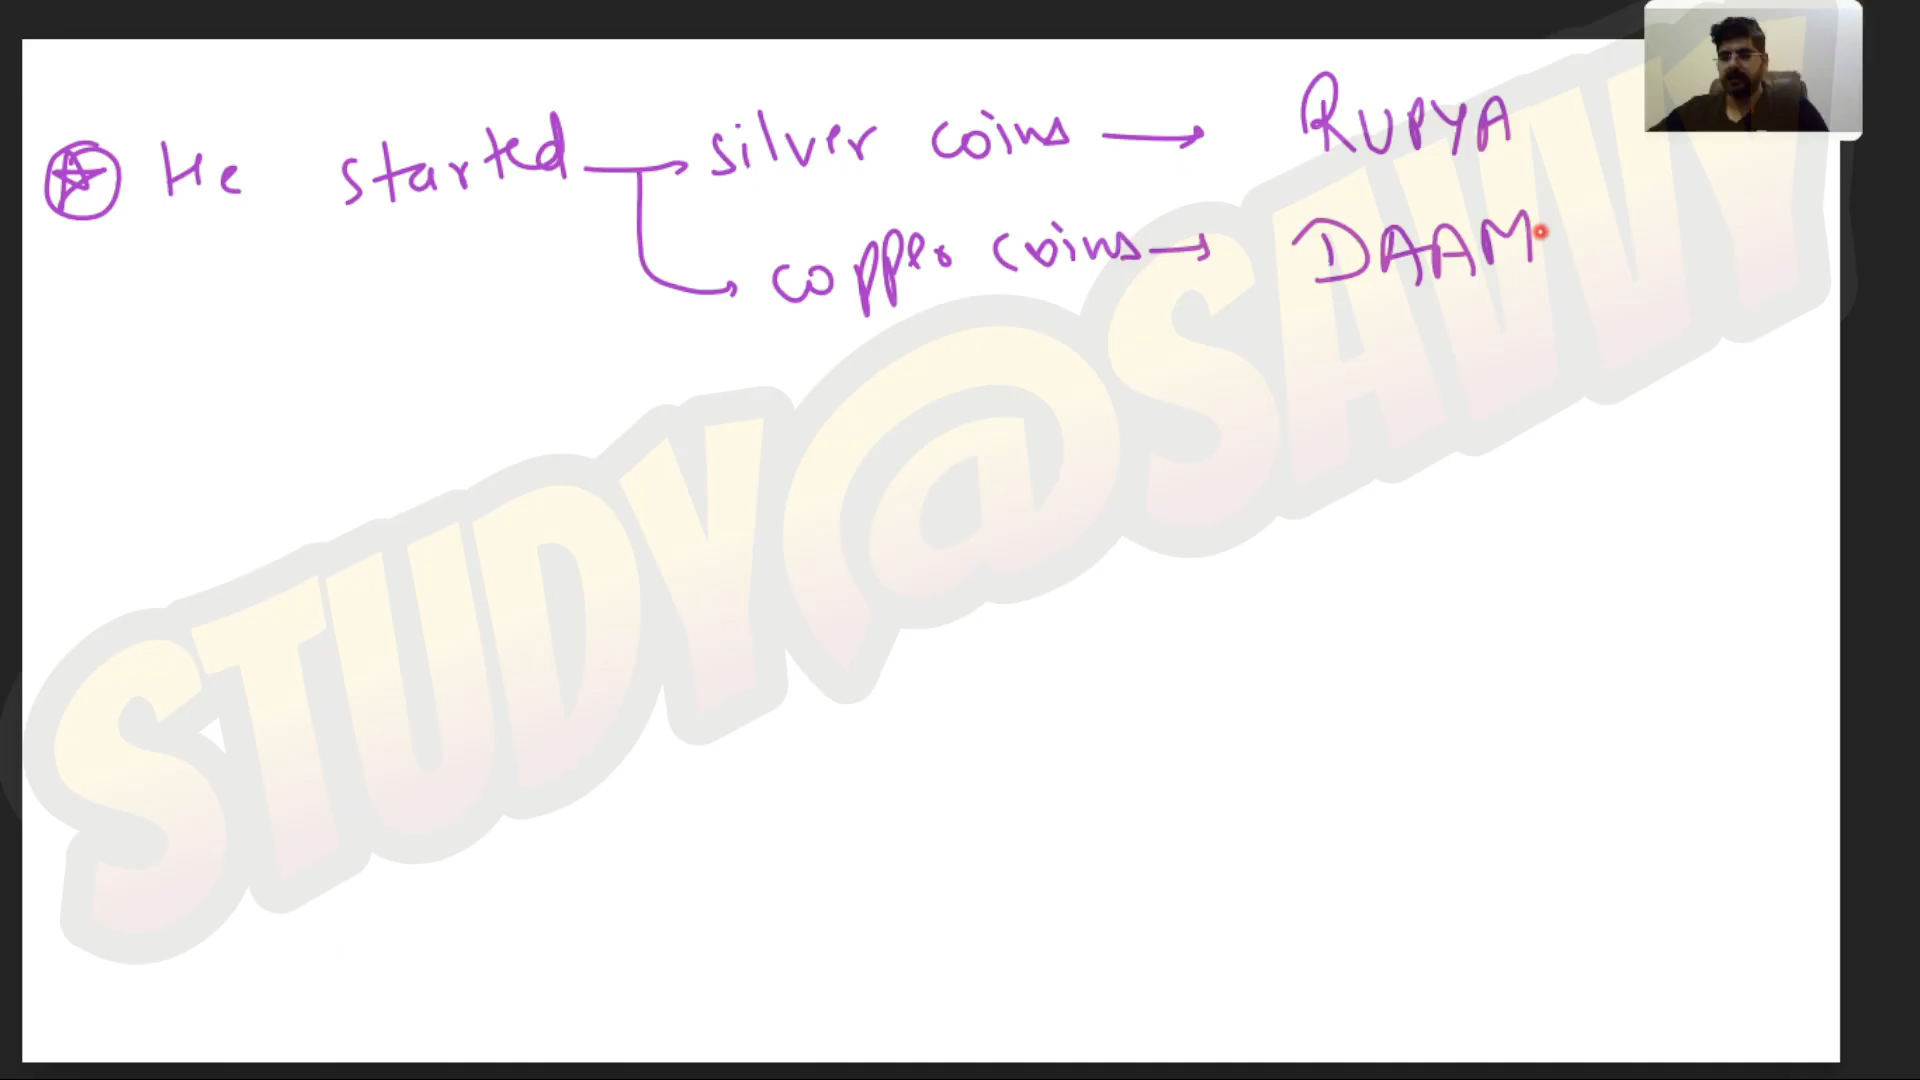 He started → silver coins → RUPYA
→ copper coins → DAAM
STUDY@SAVVY